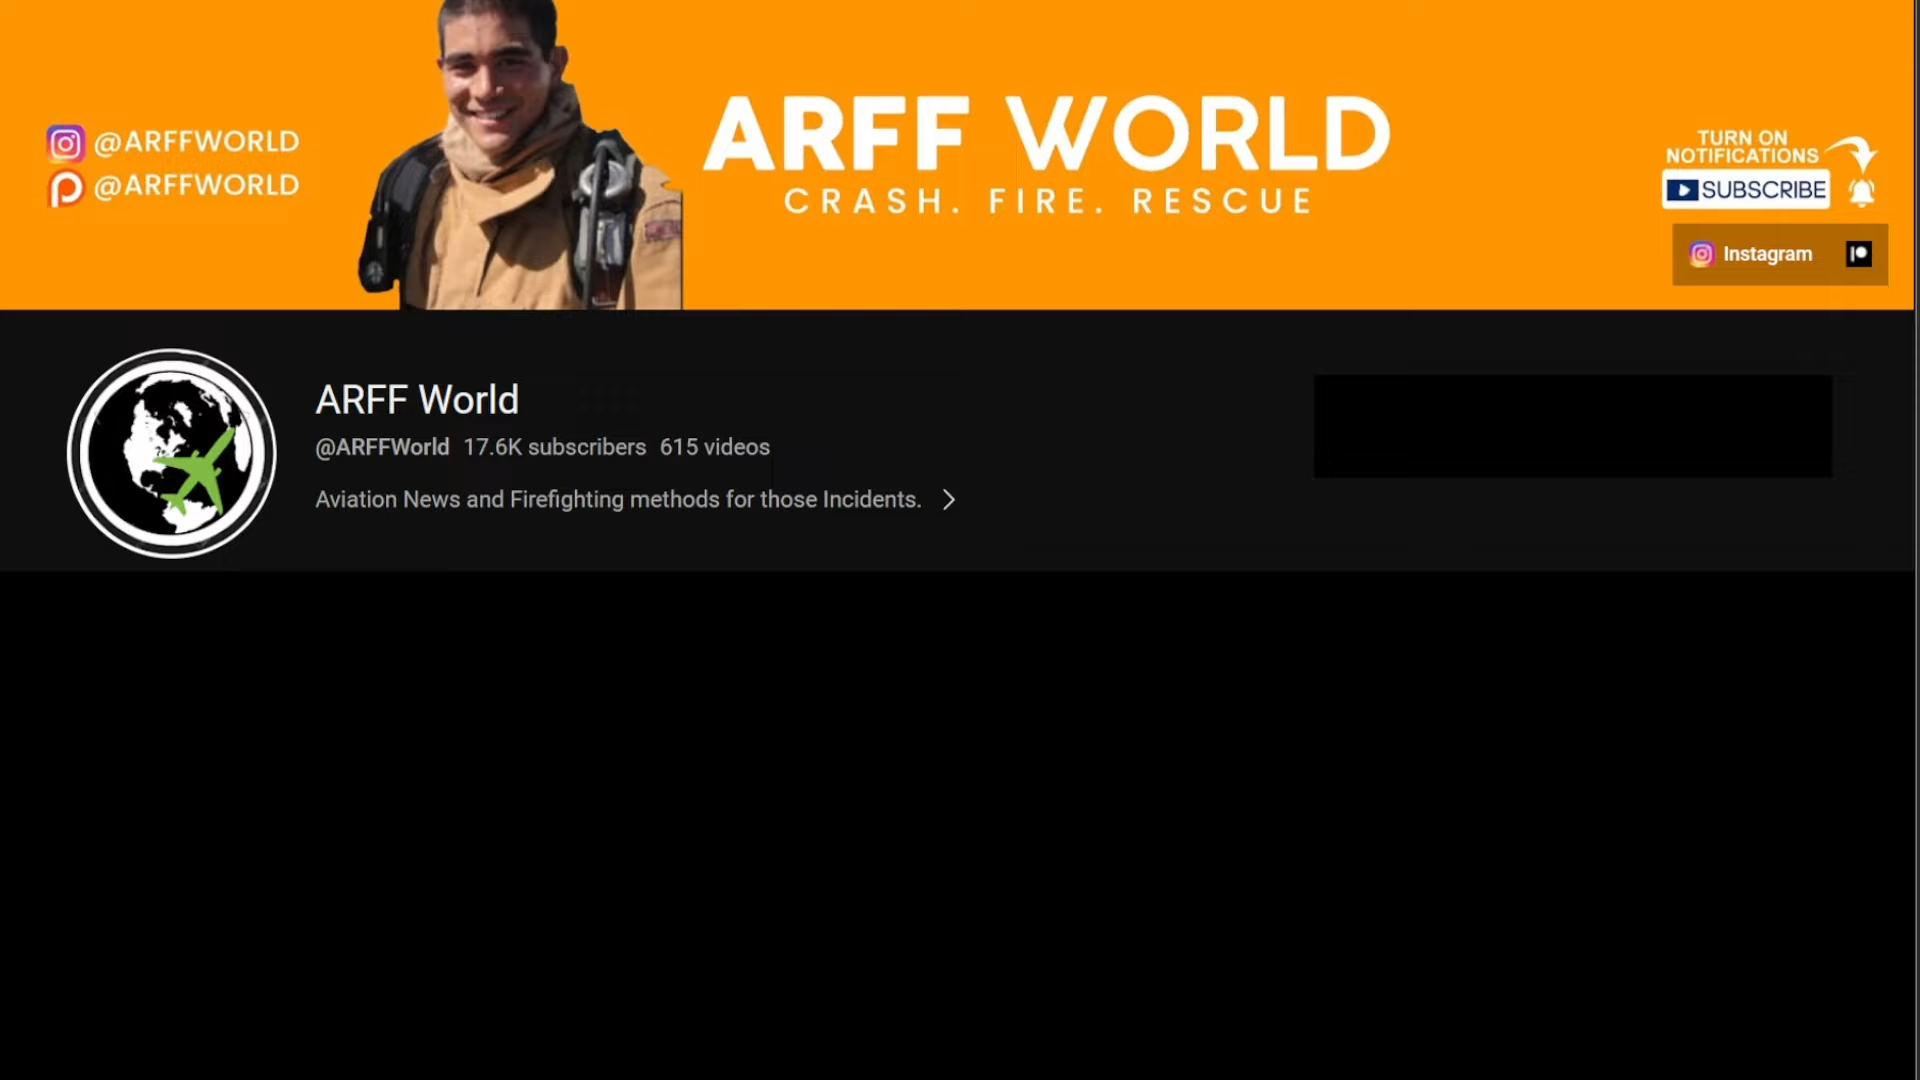 @ARFFWORLD
@ARFFWORLD
ARFF WORLD
CRASH. FIRE. RESCUE
TURN ON
NOTIFICATIONS
SUBSCRIBE
Instagram
ARFF World
@ARFFWorld 17.6K subscribers 615 videos
Aviation News and Firefighting methods for those Incidents.